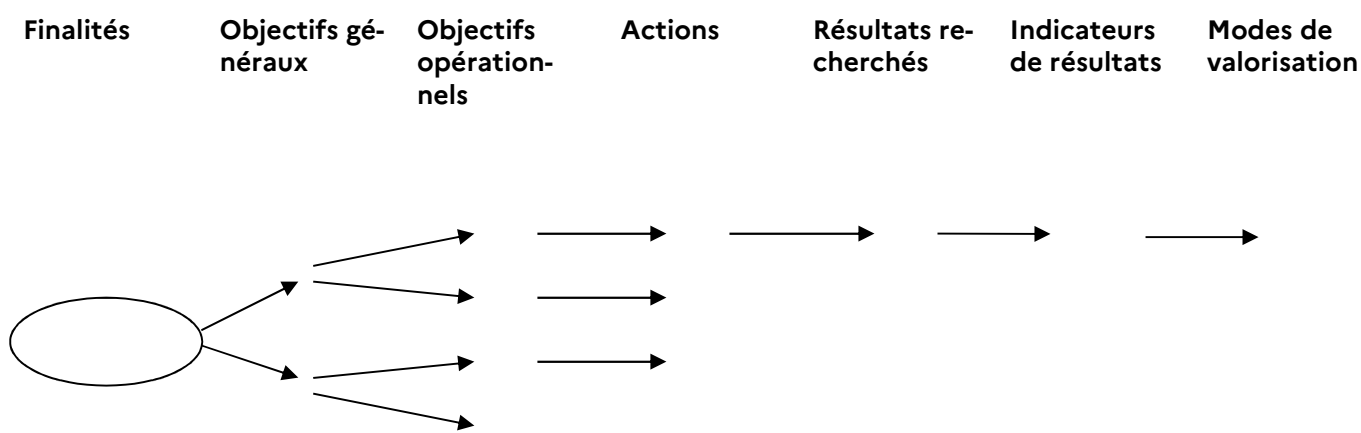 Finalités
Objectifs gé-
néraux
Objectifs
opération-
nels
Actions
Résultats re-
cherchés
Indicateurs
de résultats
Modes de
valorisation